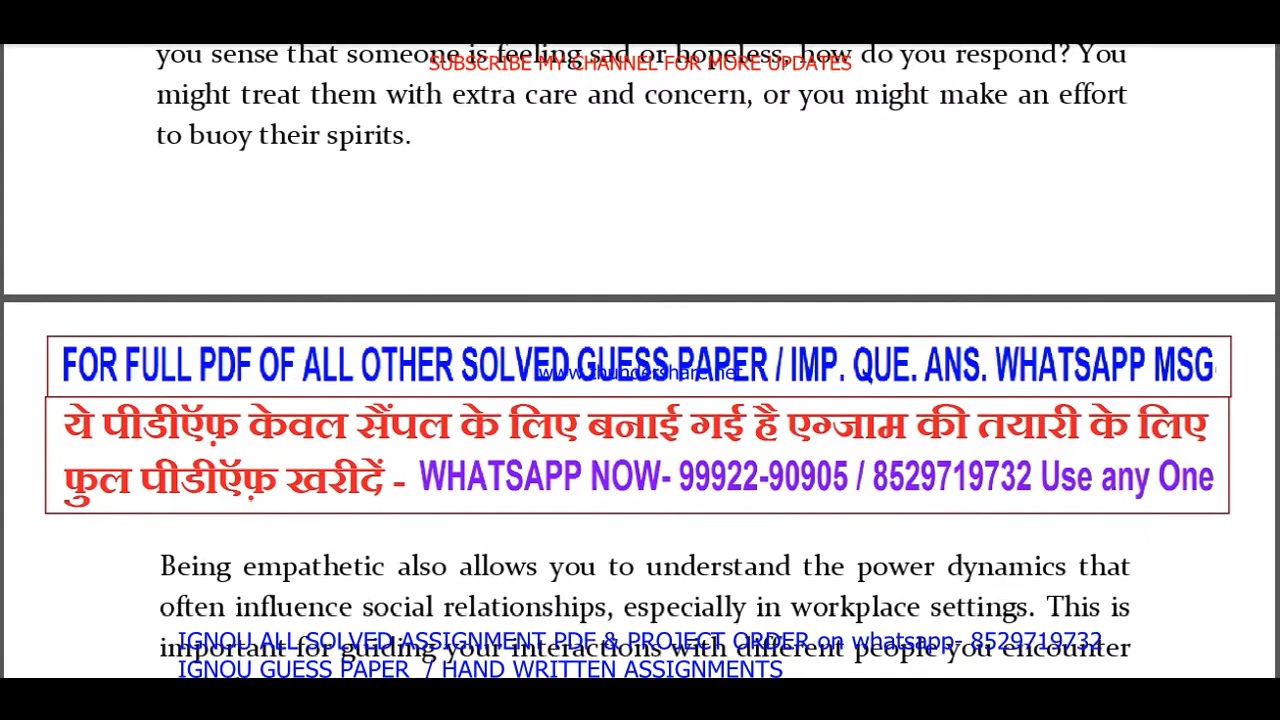 you sense that someone is feeling sad or hopeless, how do you respond? You
SUBSCRIBE MY CHANNEL FOR MORE UPDATES
might treat them with extra care and concern, or you might make an effort
to buoy their spirits.
FOR FULL PDF OF ALL OTHER SOLVED GUESS PAPER / IMP. QUE. ANS. WHATSAPP MSG
www.thundershare.net
ये पीडीऍफ़ केवल सैंपल के लिए बनाई गई है एग्जाम की तयारी के लिए
फुल पीडीऍफ़ खरीदें - WHATSAPP NOW- 99922-90905 / 8529719732 Use any One
Being empathetic also allows you to understand the power dynamics that
often influence social relationships, especially in workplace settings. This is
important for guiding your interactions with different people you encounter
IGNOU ALL SOLVED ASSIGNMENT PDF & PROJECT ORDER on whatsapp- 8529719732
IGNOU GUESS PAPER / HAND WRITTEN ASSIGNMENTS